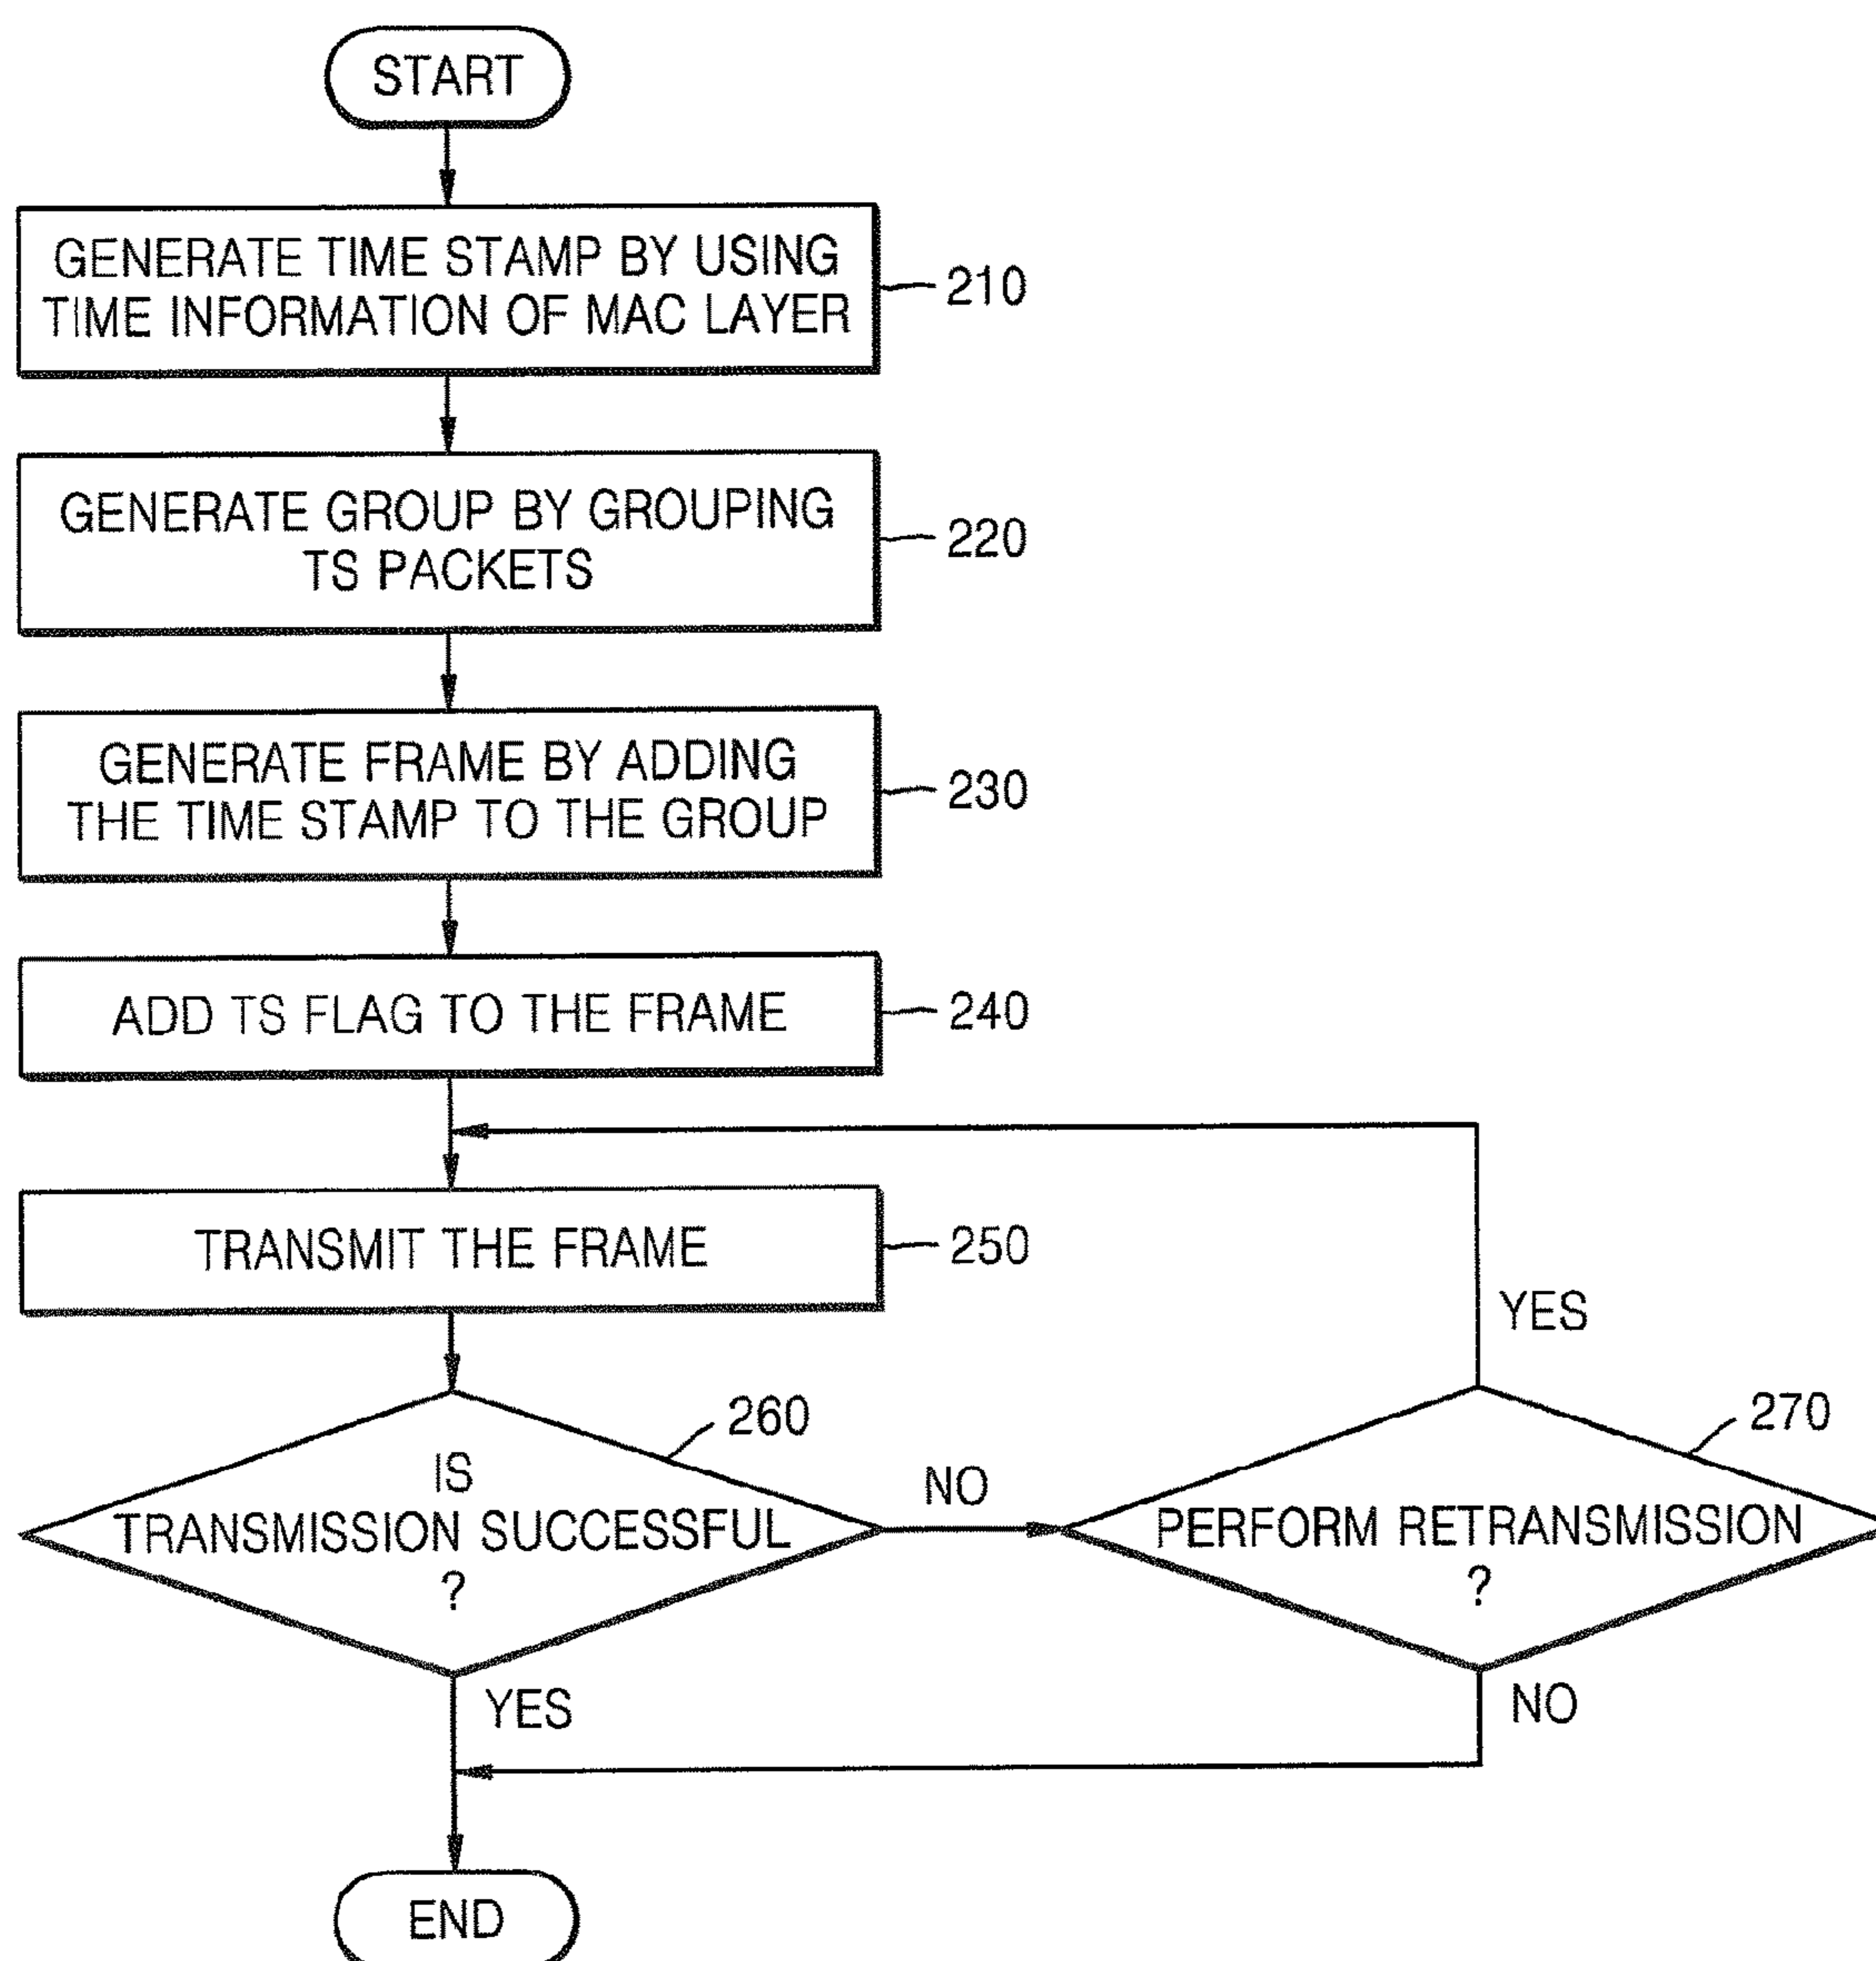 START
GENERATE TIME STAMP BY USING
TIME INFORMATION OF MAC LAYER
210
GENERATE GROUP BY GROUPING
TS PACKETS
220
GENERATE FRAME BY ADDING
THE TIME STAMP TO THE GROUP
230
ADD TS FLAG TO THE FRAME
240
TRANSMIT THE FRAME
250
YES
260
270
IS
TRANSMISSION SUCCESSFUL
?
NO
PERFORM RETRANSMISSION
?
YES
NO
END